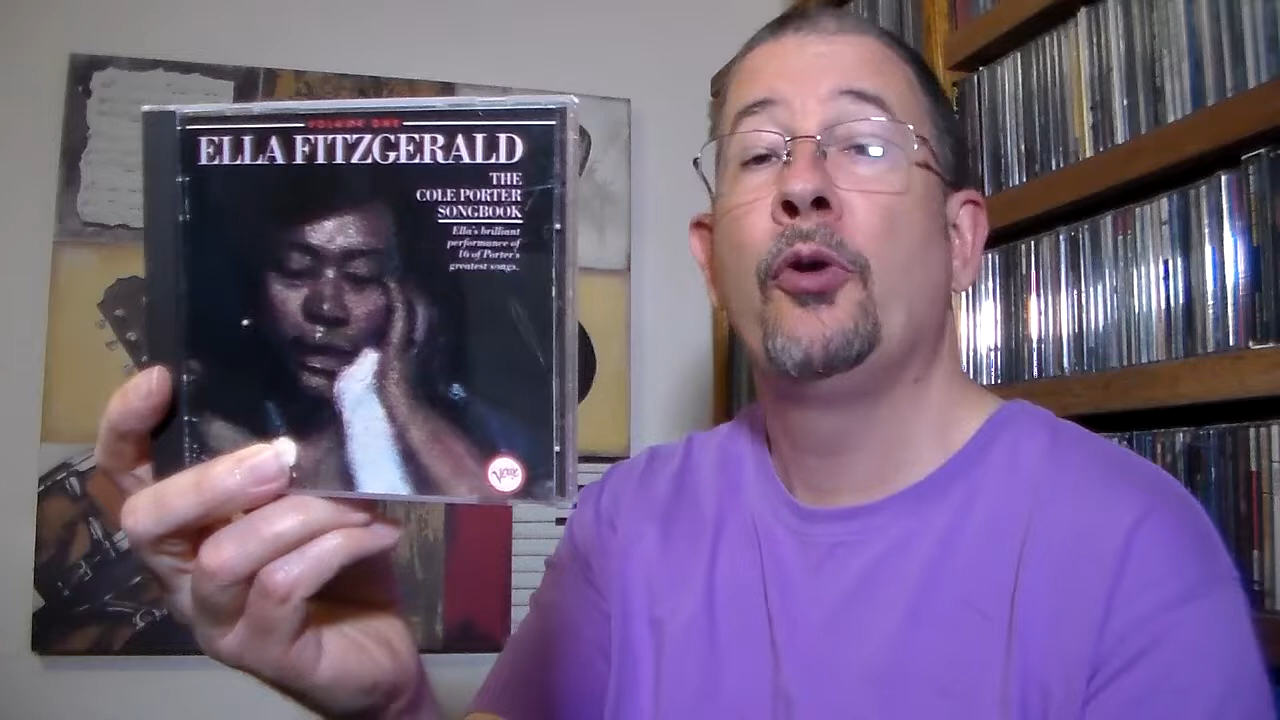 VOLUME ONE
ELLA FITZGERALD
THE
COLE PORTER
SONGBOOK
Ella's brilliant
performance of
16 of Porter's
greatest songs.
Verve